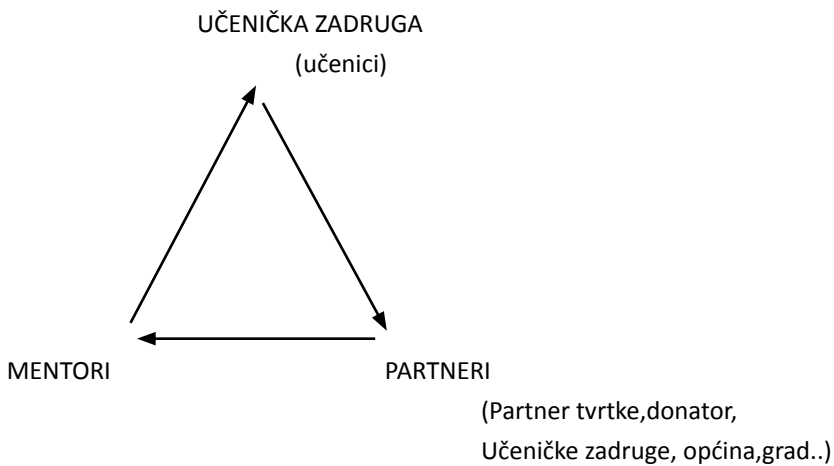 UČENIČKA ZADRUGA
(učenici)
MENTORI
PARTNERI
(Partner tvrtke,donator,
Učeničke zadruge, općina,grad..)